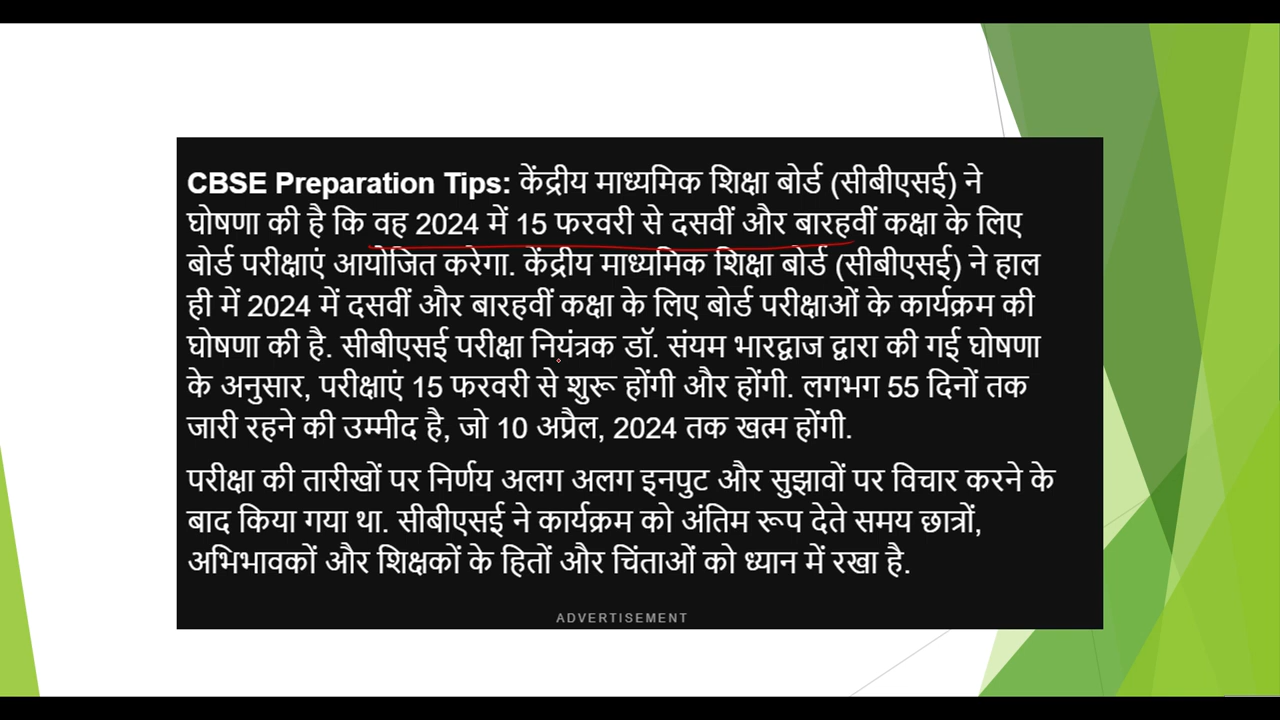 CBSE Preparation Tips: केंद्रीय माध्यमिक शिक्षा बोर्ड (सीबीएसई) ने
घोषणा की है कि वह 2024 में 15 फरवरी से दसवीं और बारहवीं कक्षा के लिए
बोर्ड परीक्षाएं आयोजित करेगा. केंद्रीय माध्यमिक शिक्षा बोर्ड (सीबीएसई) ने हाल
ही में 2024 में दसवीं और बारहवीं कक्षा के लिए बोर्ड परीक्षाओं के कार्यक्रम की
घोषणा की है. सीबीएसई परीक्षा नियंत्रक डॉ. संयम भारद्वाज द्वारा की गई घोषणा
के अनुसार, परीक्षाएं 15 फरवरी से शुरू होंगी और होंगी. लगभग 55 दिनों तक
जारी रहने की उम्मीद है, जो 10 अप्रैल, 2024 तक खत्म होंगी.
परीक्षा की तारीखों पर निर्णय अलग अलग इनपुट और सुझावों पर विचार करने के
बाद किया गया था. सीबीएसई ने कार्यक्रम को अंतिम रूप देते समय छात्रों,
अभिभावकों और शिक्षकों के हितों और चिंताओं को ध्यान में रखा है.
ADVERTISEMENT